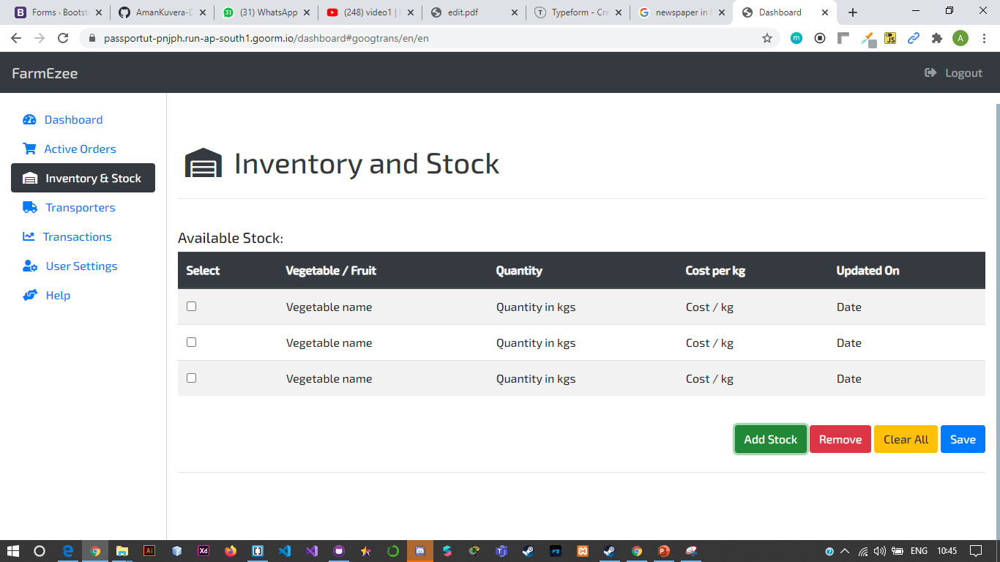 Forms · Bootst
AmanKuvera-D
(31) WhatsApp
(248) video1 |
edit.pdf
Typeform - Cre
newspaper in
Dashboard
passportut-pnjph.run-ap-south1.goorm.io/dashboard#googtrans/en/en
FarmEzee
Logout
Dashboard
Active Orders
Inventory & Stock
Transporters
Transactions
User Settings
Help
Inventory and Stock
Available Stock:
Select Vegetable / Fruit Quantity Cost per kg Updated On
Vegetable name Quantity in kgs Cost / kg Date
Vegetable name Quantity in kgs Cost / kg Date
Vegetable name Quantity in kgs Cost / kg Date
Add Stock Remove Clear All Save
ENG 10:45